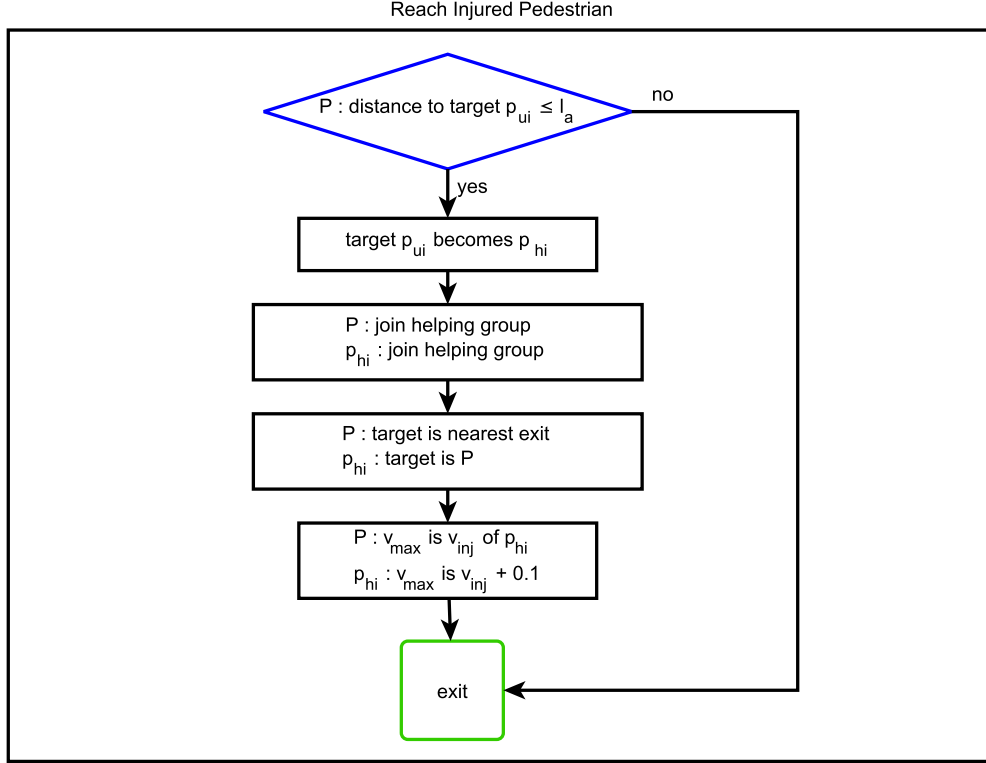 Reach Injured Pedestrian
P : distance to target p_ui ≤ l_a
no
yes
target p_ui becomes p_hi
P : join helping group
p_hi : join helping group
P : target is nearest exit
p_hi : target is P
P : v_max is v_inj of p_hi
p_hi : v_max is v_inj + 0.1
exit